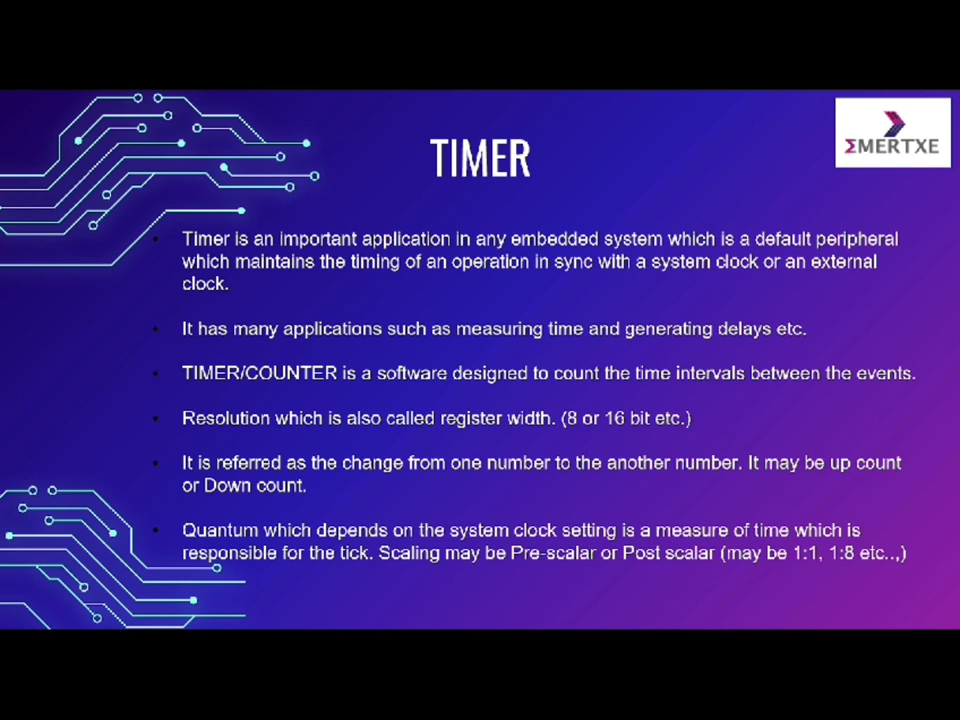 ΣMERTXE
TIMER
• Timer is an important application in any embedded system which is a default peripheral
which maintains the timing of an operation in sync with a system clock or an external
clock.
• It has many applications such as measuring time and generating delays etc.
• TIMER/COUNTER is a software designed to count the time intervals between the events.
• Resolution which is also called register width. (8 or 16 bit etc.)
• It is referred as the change from one number to the another number. It may be up count
or Down count.
• Quantum which depends on the system clock setting is a measure of time which is
responsible for the tick. Scaling may be Pre-scalar or Post scalar (may be 1:1, 1:8 etc..,)